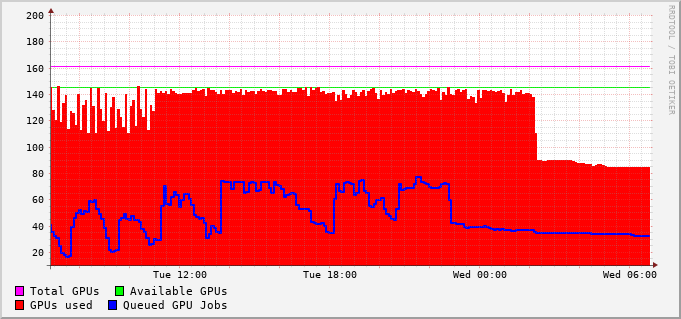 200
180
160
140
120
100
80
60
40
20
Tue 12:00 Tue 18:00 Wed 00:00 Wed 06:00
Total GPUs Available GPUs
GPUs used Queued GPU Jobs
RRDTOOL / TOBI OETIKER